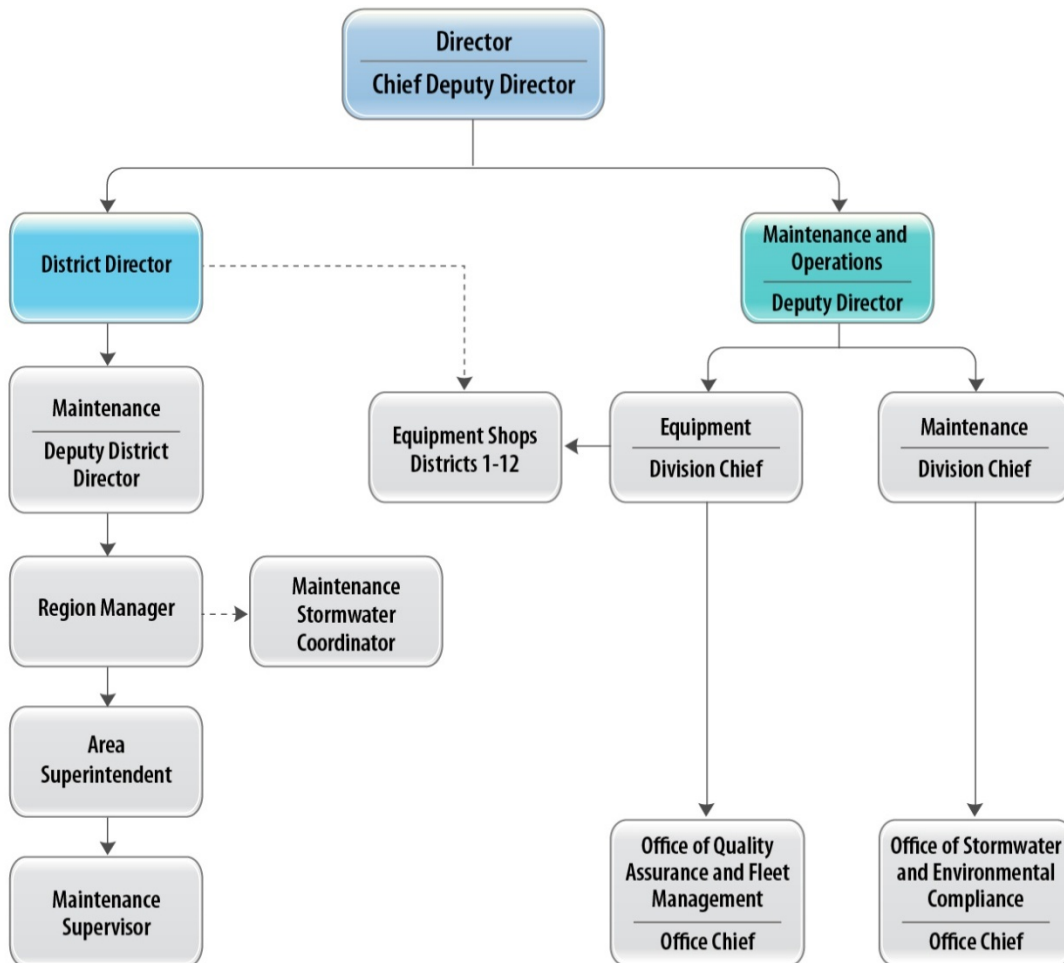 Director
Chief Deputy Director
District Director
Maintenance and
Operations
Deputy Director
Maintenance
Deputy District
Director
Equipment Shops
Districts 1-12
Equipment
Division Chief
Maintenance
Division Chief
Region Manager
Maintenance
Stormwater
Coordinator
Area
Superintendent
Maintenance
Supervisor
Office of Quality
Assurance and Fleet
Management
Office Chief
Office of Stormwater
and Environmental
Compliance
Office Chief